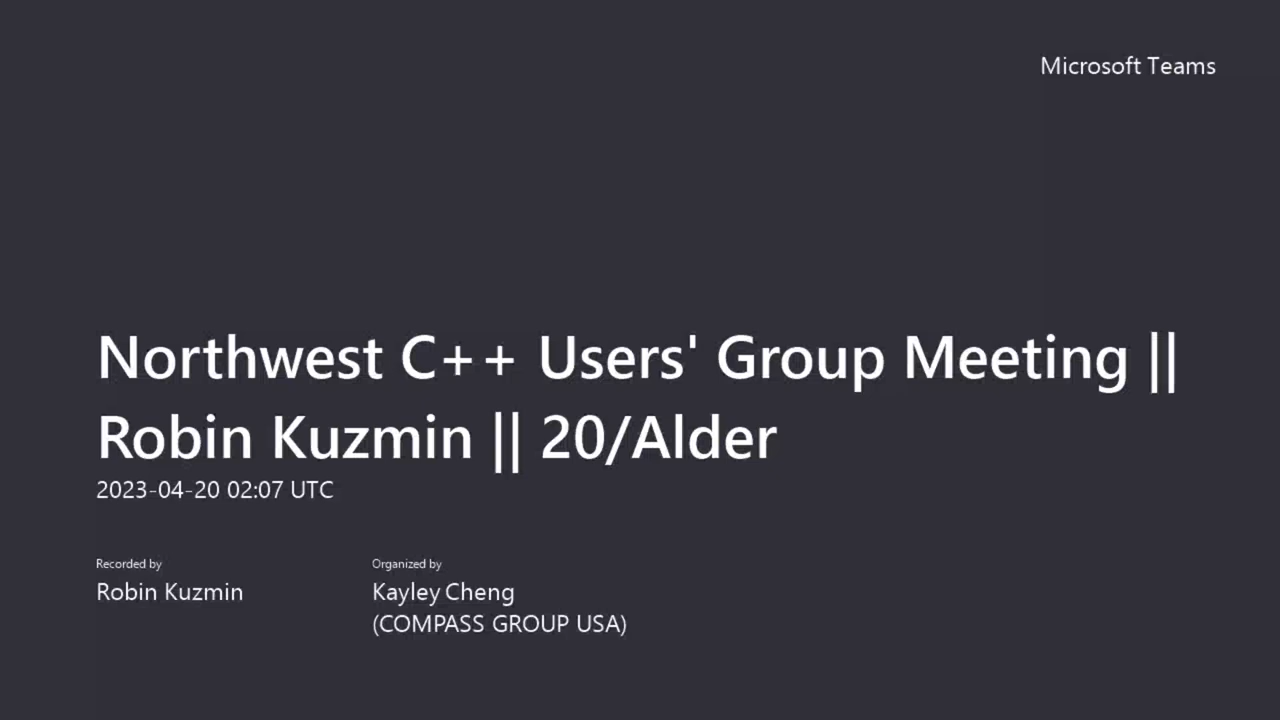 Microsoft Teams
Northwest C++ Users' Group Meeting ||
Robin Kuzmin || 20/Alder
2023-04-20 02:07 UTC
Recorded by
Robin Kuzmin
Organized by
Kayley Cheng
(COMPASS GROUP USA)